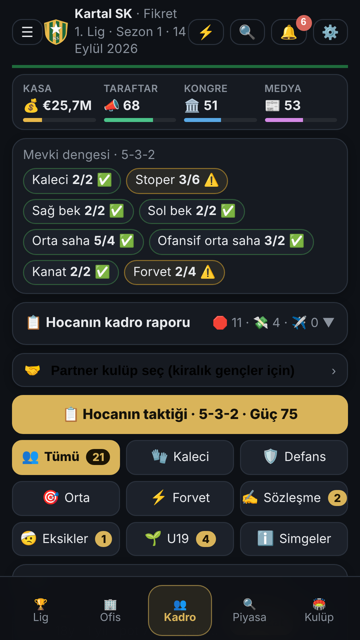 Kartal SK · Fikret
1. Lig · Sezon 1 · 14
Eylül 2026
6
KASA TARAFTAR KONGRE MEDYA
€25,7M 68 51 53
Mevki dengesi · 5-3-2
Kaleci 2/2 Stoper 3/6
Sağ bek 2/2 Sol bek 2/2
Orta saha 5/4 Ofansif orta saha 3/2
Kanat 2/2 Forvet 2/4
Hocanın kadro raporu 11 · 4 · 0 ▼
Partner kulüp seç (kiralık gençler için) ›
Hocanın taktiği · 5-3-2 · Güç 75
Tümü 21 Kaleci Defans
Orta Forvet Sözleşme 2
Eksikler 1 U19 4 Simgeler
Lig Ofis Kadro Piyasa Kulüp